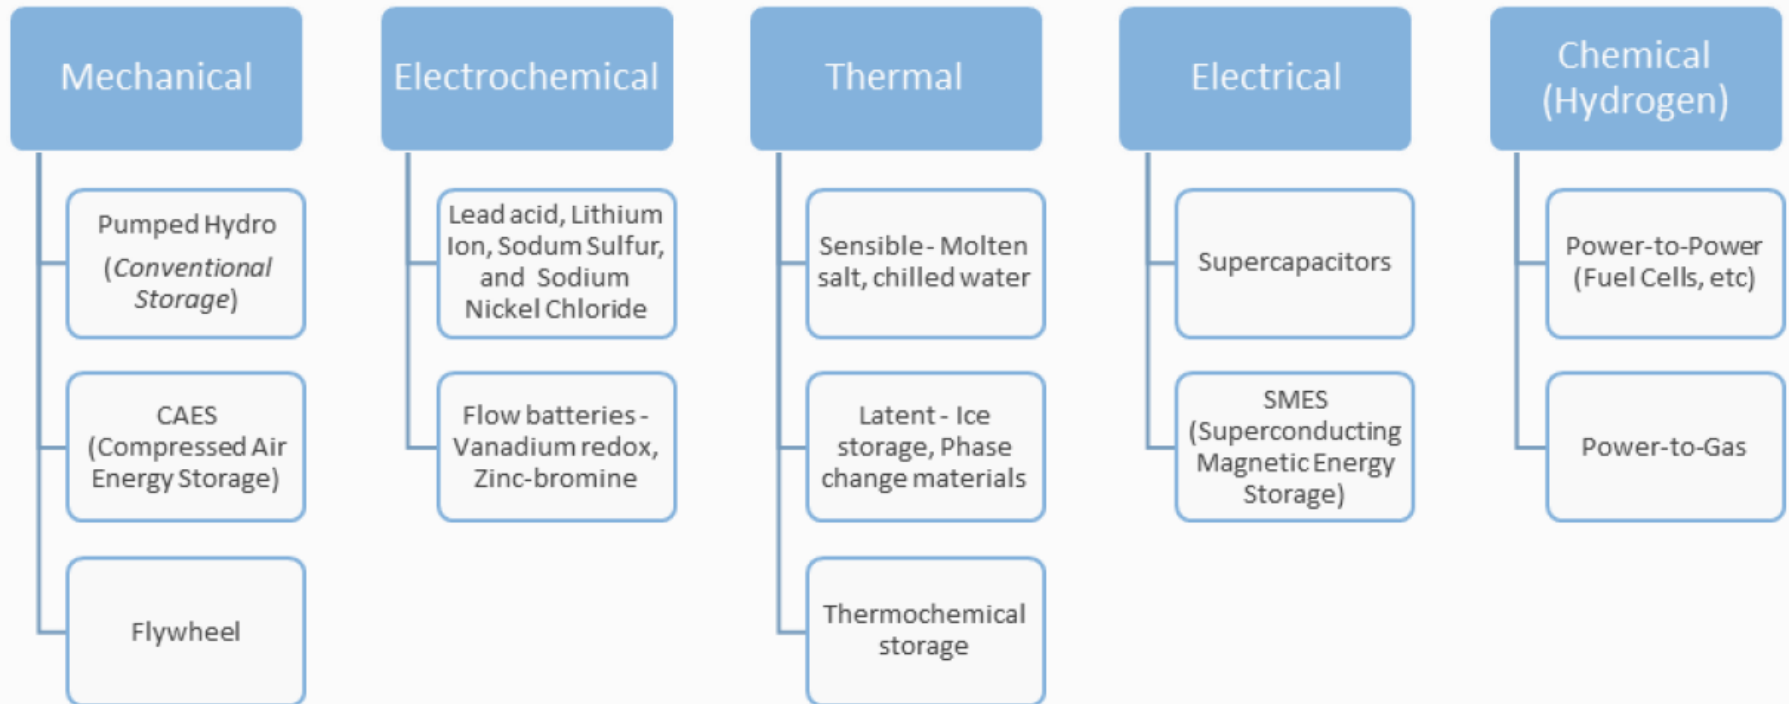 Mechanical
Pumped Hydro
(Conventional
Storage)
CAES
(Compressed Air
Energy Storage)
Flywheel
Electrochemical
Lead acid, Lithium
Ion, Sodum Sulfur,
and Sodium
Nickel Chloride
Flow batteries -
Vanadium redox,
Zinc-bromine
Thermal
Sensible - Molten
salt, chilled water
Latent - Ice
storage, Phase
change materials
Thermochemical
storage
Electrical
Supercapacitors
SMES
(Superconducting
Magnetic Energy
Storage)
Chemical
(Hydrogen)
Power-to-Power
(Fuel Cells, etc)
Power-to-Gas